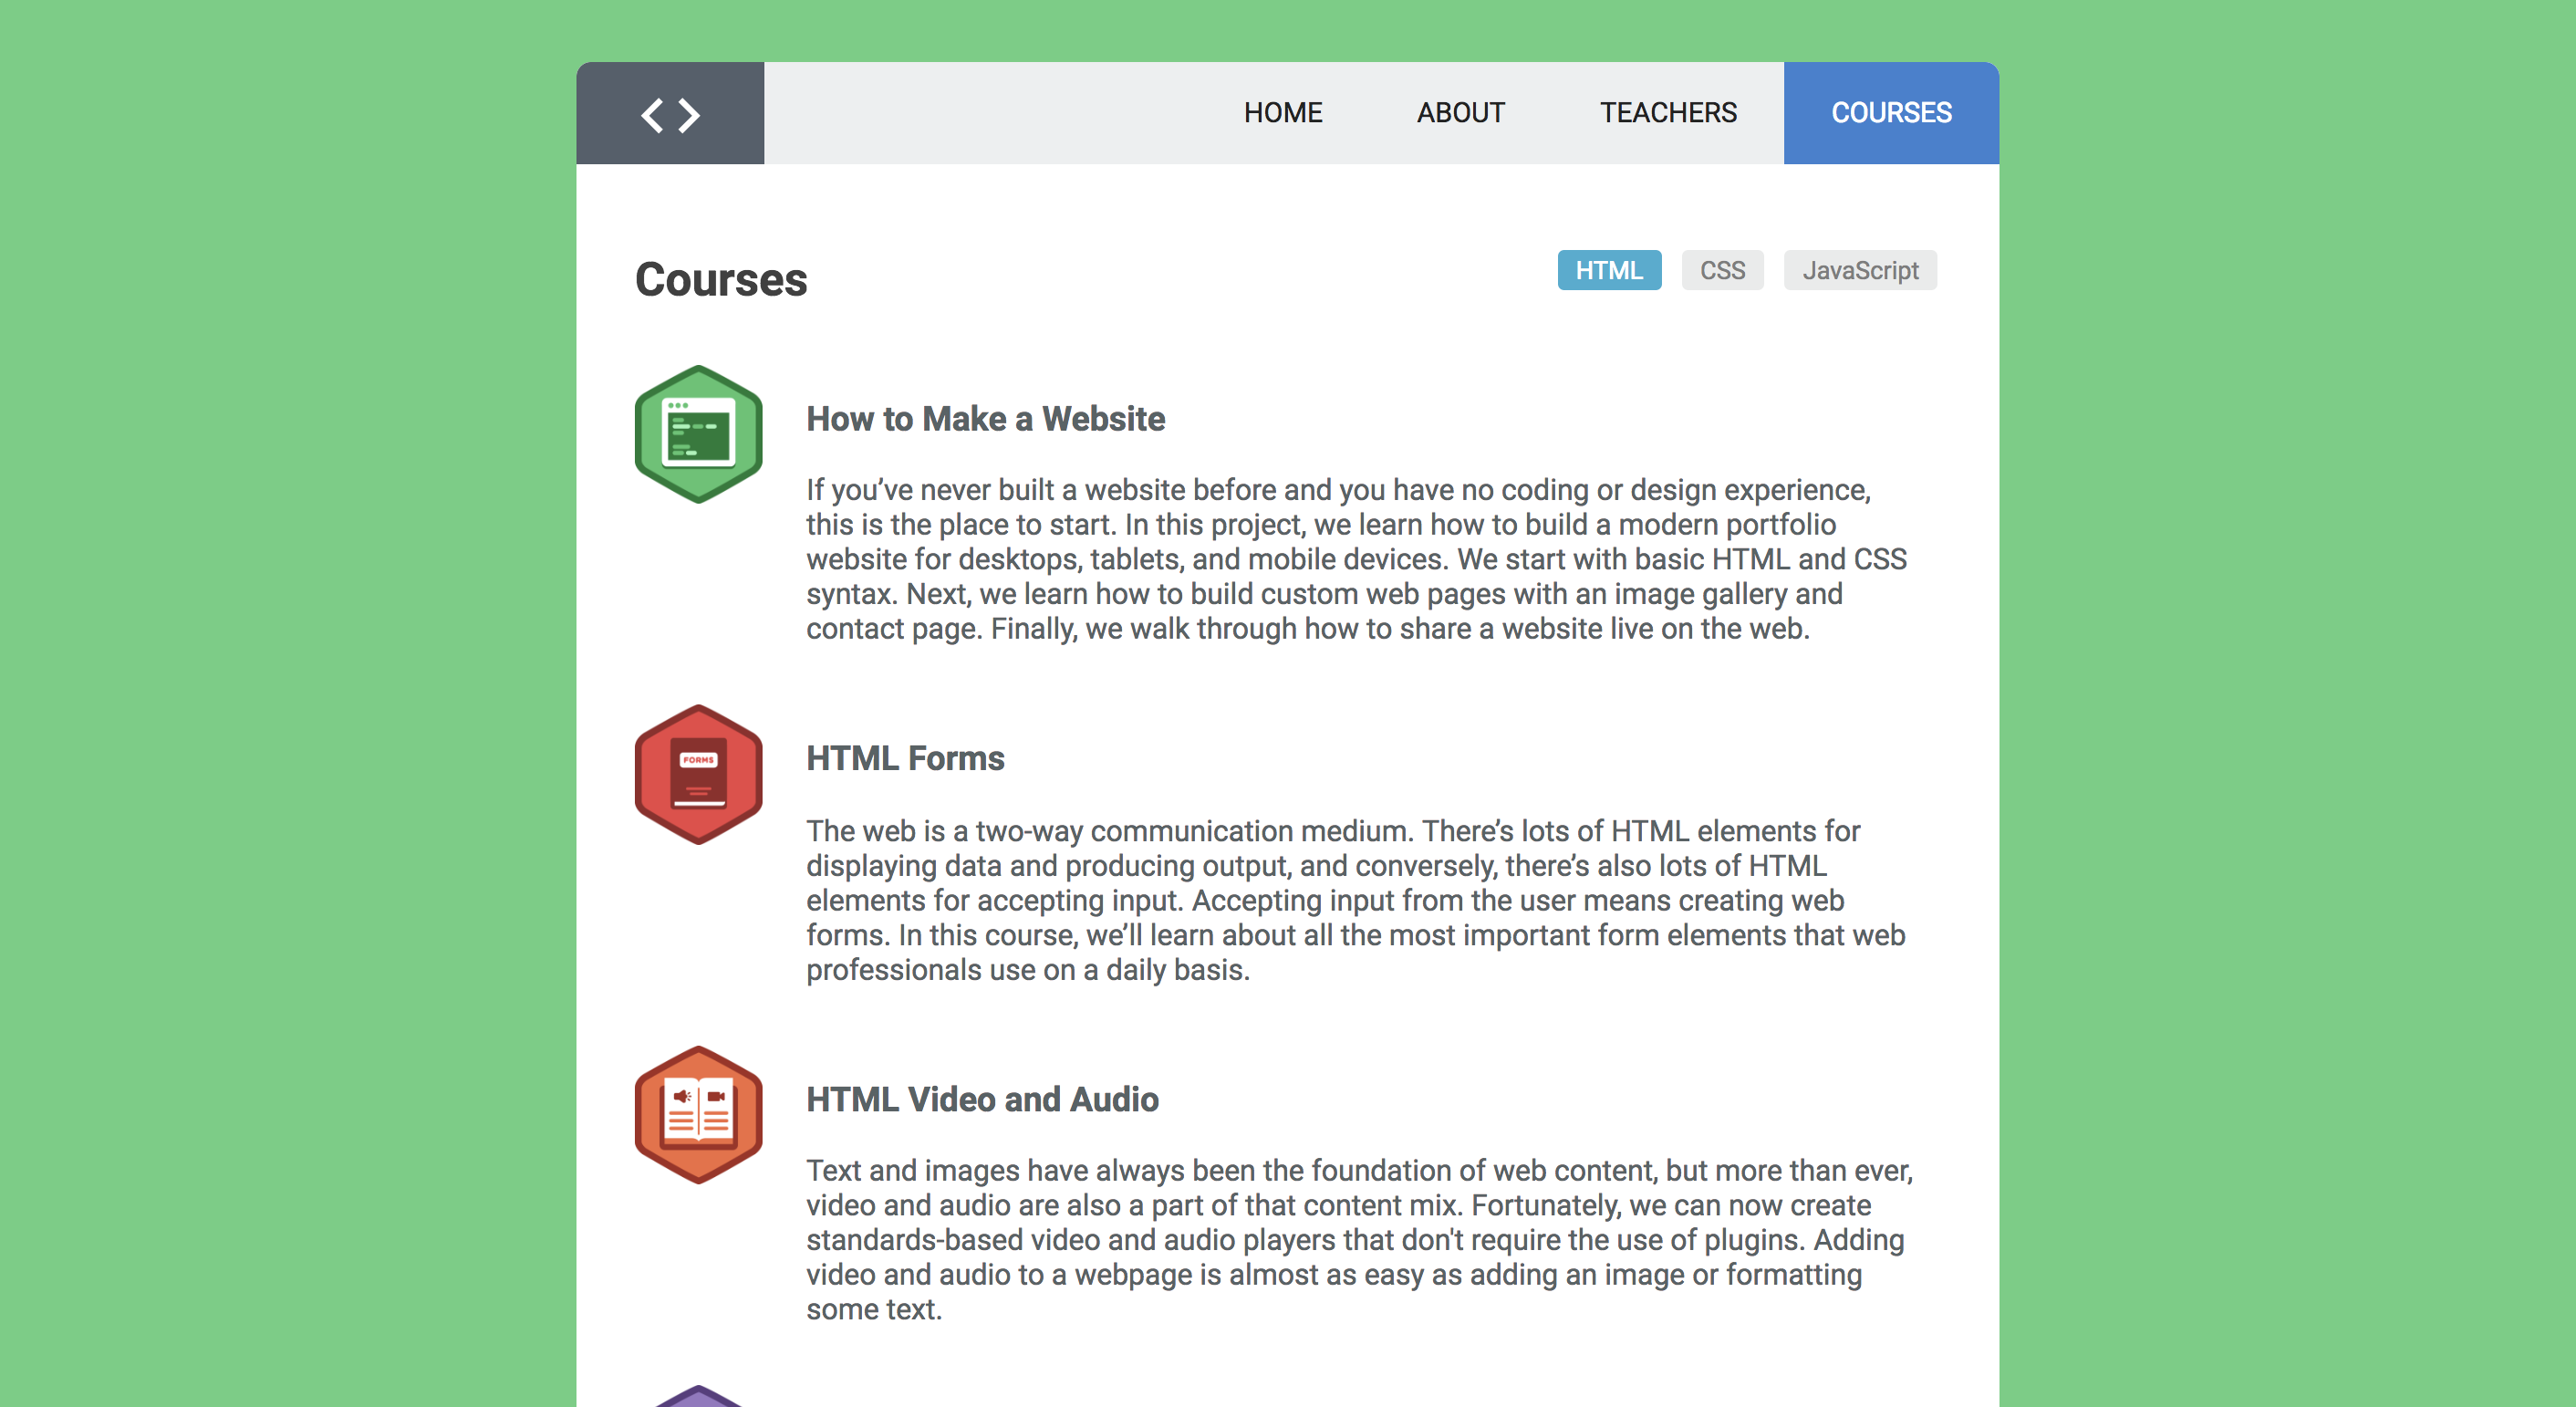 HOME ABOUT TEACHERS COURSES
Courses
HTML CSS JavaScript
How to Make a Website
If you’ve never built a website before and you have no coding or design experience,
this is the place to start. In this project, we learn how to build a modern portfolio
website for desktops, tablets, and mobile devices. We start with basic HTML and CSS
syntax. Next, we learn how to build custom web pages with an image gallery and
contact page. Finally, we walk through how to share a website live on the web.
FORMS
HTML Forms
The web is a two-way communication medium. There’s lots of HTML elements for
displaying data and producing output, and conversely, there’s also lots of HTML
elements for accepting input. Accepting input from the user means creating web
forms. In this course, we’ll learn about all the most important form elements that web
professionals use on a daily basis.
HTML Video and Audio
Text and images have always been the foundation of web content, but more than ever,
video and audio are also a part of that content mix. Fortunately, we can now create
standards-based video and audio players that don't require the use of plugins. Adding
video and audio to a webpage is almost as easy as adding an image or formatting
some text.